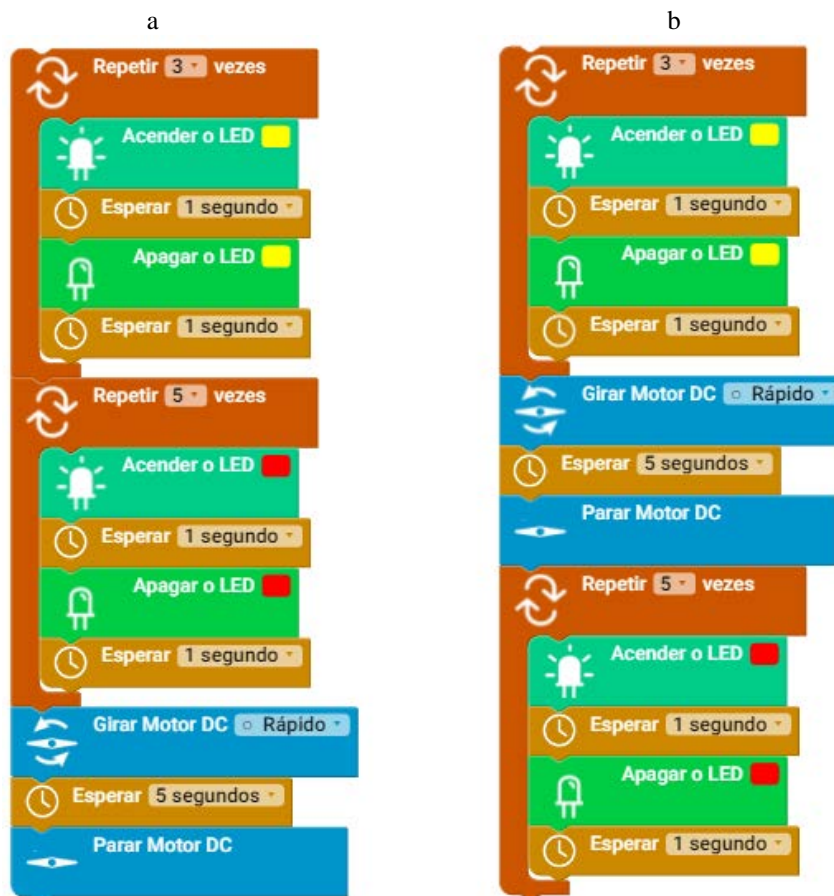 a
Repetir 3 vezes
Acender o LED
Esperar 1 segundo
Apagar o LED
Esperar 1 segundo
Repetir 5 vezes
Acender o LED
Esperar 1 segundo
Apagar o LED
Esperar 1 segundo
Girar Motor DC Rápido
Esperar 5 segundos
Parar Motor DC
b
Repetir 3 vezes
Acender o LED
Esperar 1 segundo
Apagar o LED
Esperar 1 segundo
Girar Motor DC Rápido
Esperar 5 segundos
Parar Motor DC
Repetir 5 vezes
Acender o LED
Esperar 1 segundo
Apagar o LED
Esperar 1 segundo